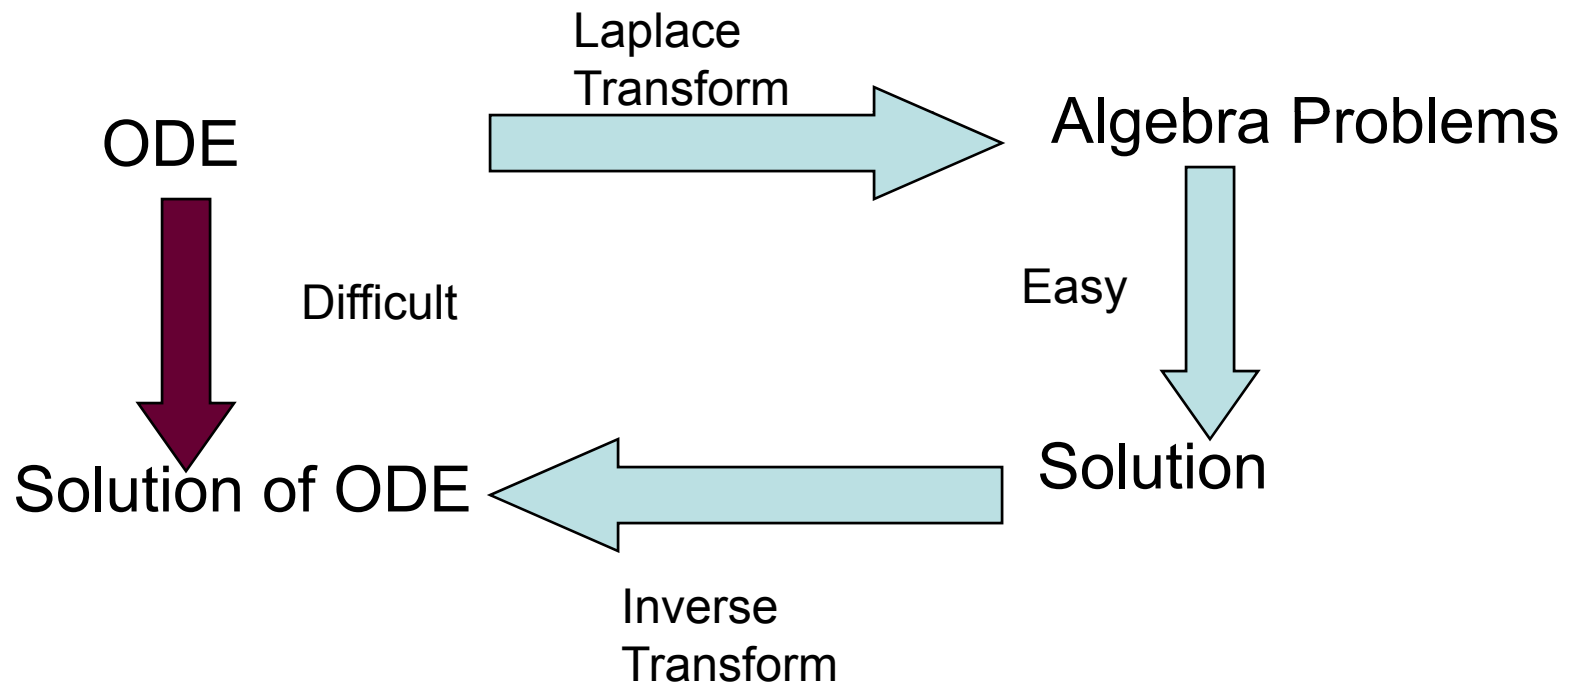 Laplace
Transform
ODE
Algebra Problems
Difficult
Easy
Solution of ODE
Solution
Inverse
Transform